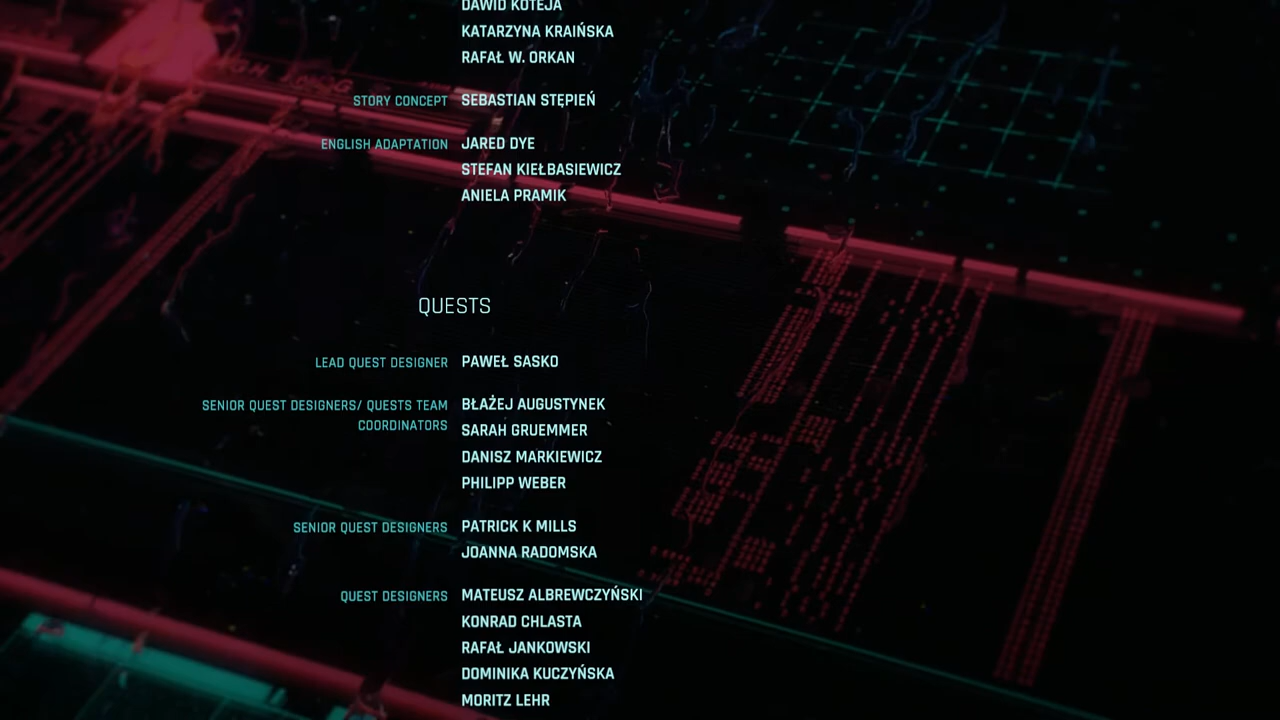 DAWID KOTEJA
KATARZYNA KRAIŃSKA
RAFAŁ W. ORKAN
STORY CONCEPT SEBASTIAN STĘPIEŃ
ENGLISH ADAPTATION JARED DYE
STEFAN KIEŁBASIEWICZ
ANIELA PRAMIK
QUESTS
LEAD QUEST DESIGNER PAWEŁ SASKO
SENIOR QUEST DESIGNERS/ QUESTS TEAM
COORDINATORS
BŁAŻEJ AUGUSTYNEK
SARAH GRUEMMER
DANISZ MARKIEWICZ
PHILIPP WEBER
SENIOR QUEST DESIGNERS PATRICK K MILLS
JOANNA RADOMSKA
QUEST DESIGNERS MATEUSZ ALBREWCZYŃSKI
KONRAD CHLASTA
RAFAŁ JANKOWSKI
DOMINIKA KUCZYŃSKA
MORITZ LEHR